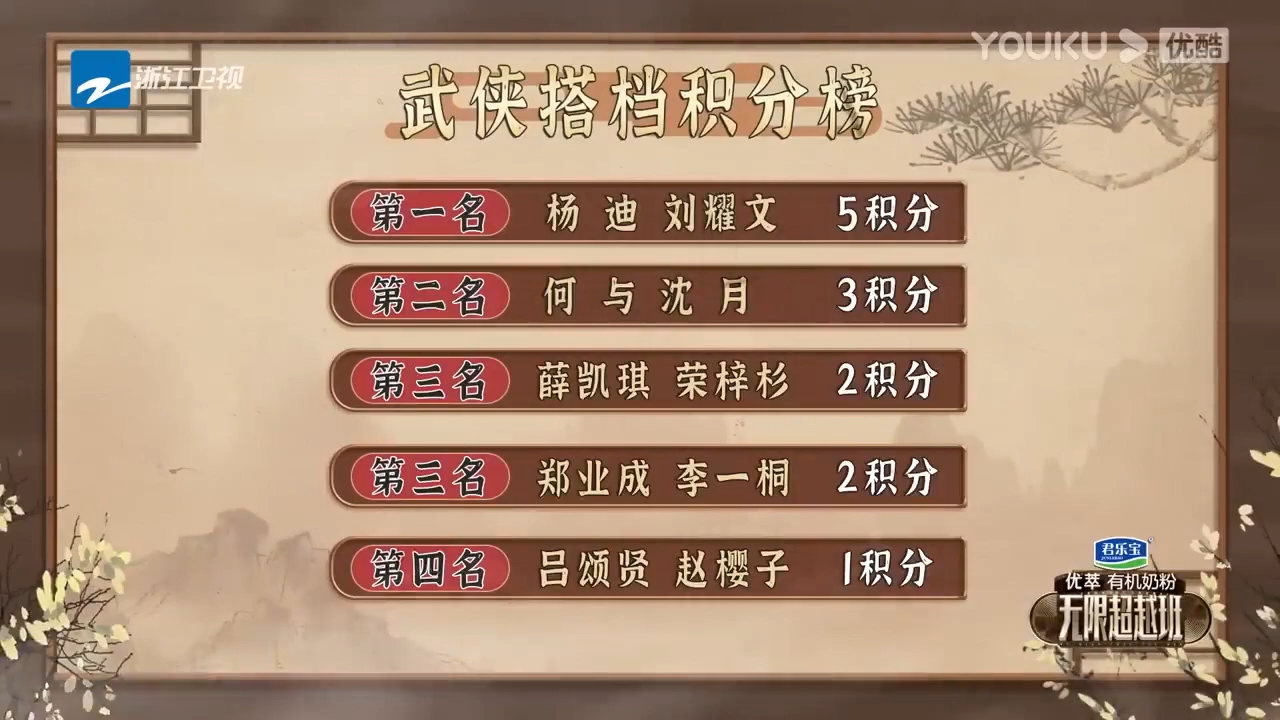 YOUKU 优酷
浙江卫视
武侠搭档积分榜
第一名 杨 迪 刘耀文 5积分
第二名 何 与 沈 月 3积分
第三名 薛凯琪 荣梓杉 2积分
第三名 郑业成 李一桐 2积分
第四名 吕颂贤 赵樱子 1积分
君乐宝
优萃 有机奶粉
无限超越班